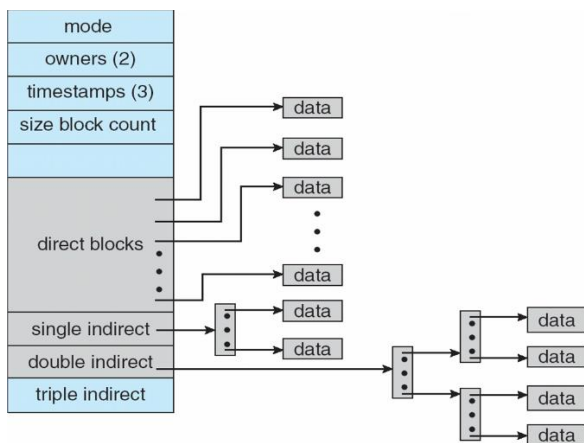 mode
owners (2)
timestamps (3)
size block count
direct blocks
single indirect
double indirect
triple indirect
data
data
data
data
data
data
data
data
data
data